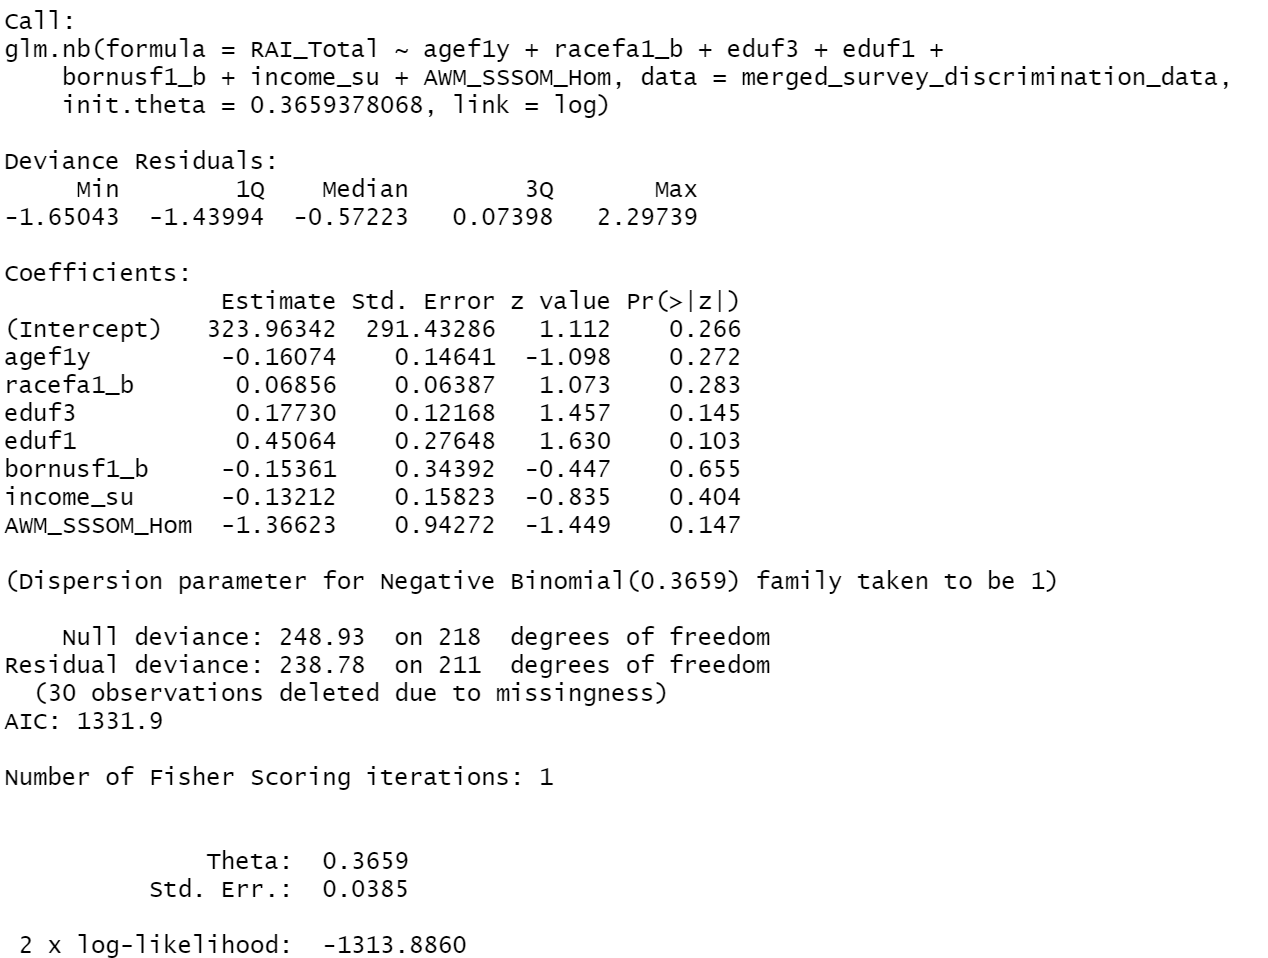 Call:
glm.nb(formula = RAI_Total ~ agef1y + racefa1_b + eduf3 + eduf1 +
    bornusf1_b + income_su + AWM_SSSOM_Hom, data = merged_survey_discrimination_data,
    init.theta = 0.3659378068, link = log)

Deviance Residuals:
     Min        1Q    Median        3Q       Max
-1.65043  -1.43994  -0.57223   0.07398   2.29739

Coefficients:
               Estimate Std. Error z value Pr(>|z|)
(Intercept)   323.96342  291.43286   1.112    0.266
agef1y         -0.16074    0.14641  -1.098    0.272
racefa1_b       0.06856    0.06387   1.073    0.283
eduf3           0.17730    0.12168   1.457    0.145
eduf1           0.45064    0.27648   1.630    0.103
bornusf1_b     -0.15361    0.34392  -0.447    0.655
income_su      -0.13212    0.15823  -0.835    0.404
AWM_SSSOM_Hom  -1.36623    0.94272  -1.449    0.147

(Dispersion parameter for Negative Binomial(0.3659) family taken to be 1)

    Null deviance: 248.93  on 218  degrees of freedom
Residual deviance: 238.78  on 211  degrees of freedom
  (30 observations deleted due to missingness)
AIC: 1331.9

Number of Fisher Scoring iterations: 1


              Theta:  0.3659
          Std. Err.:  0.0385

 2 x log-likelihood:  -1313.8860